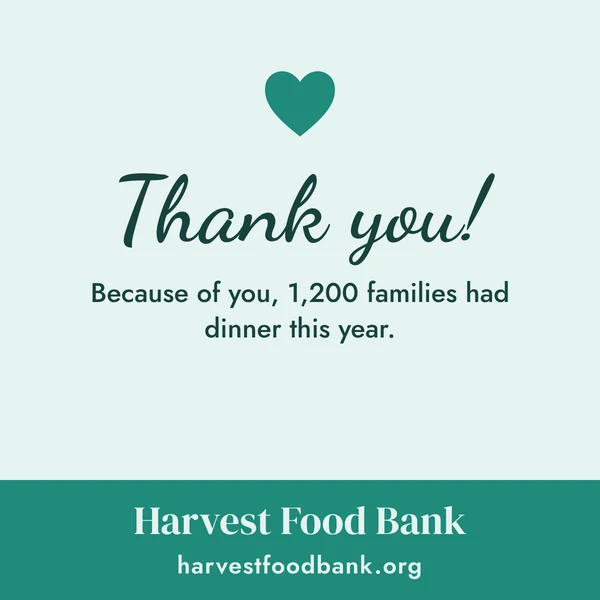 Thank you!
Because of you, 1,200 families had
dinner this year.
Harvest Food Bank
harvestfoodbank.org